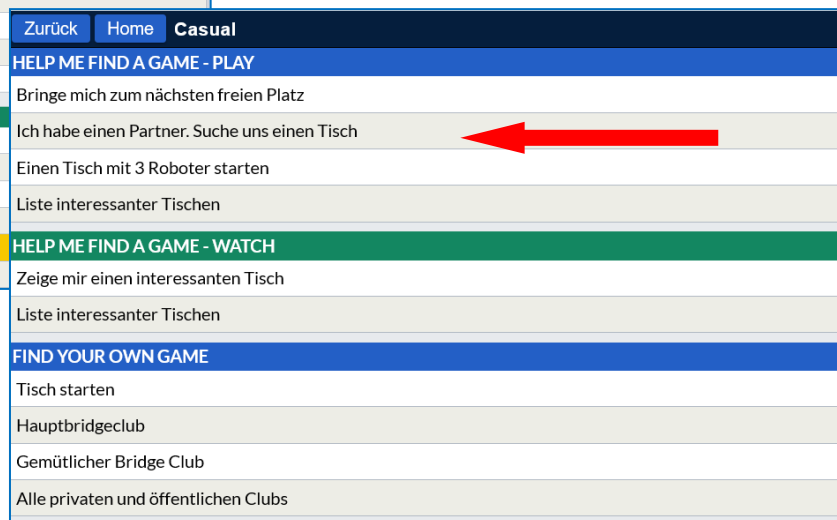 Zurück Home Casual
HELP ME FIND A GAME - PLAY
Bringe mich zum nächsten freien Platz
Ich habe einen Partner. Suche uns einen Tisch
Einen Tisch mit 3 Roboter starten
Liste interessanter Tischen
HELP ME FIND A GAME - WATCH
Zeige mir einen interessanten Tisch
Liste interessanter Tischen
FIND YOUR OWN GAME
Tisch starten
Hauptbridgeclub
Gemütlicher Bridge Club
Alle privaten und öffentlichen Clubs